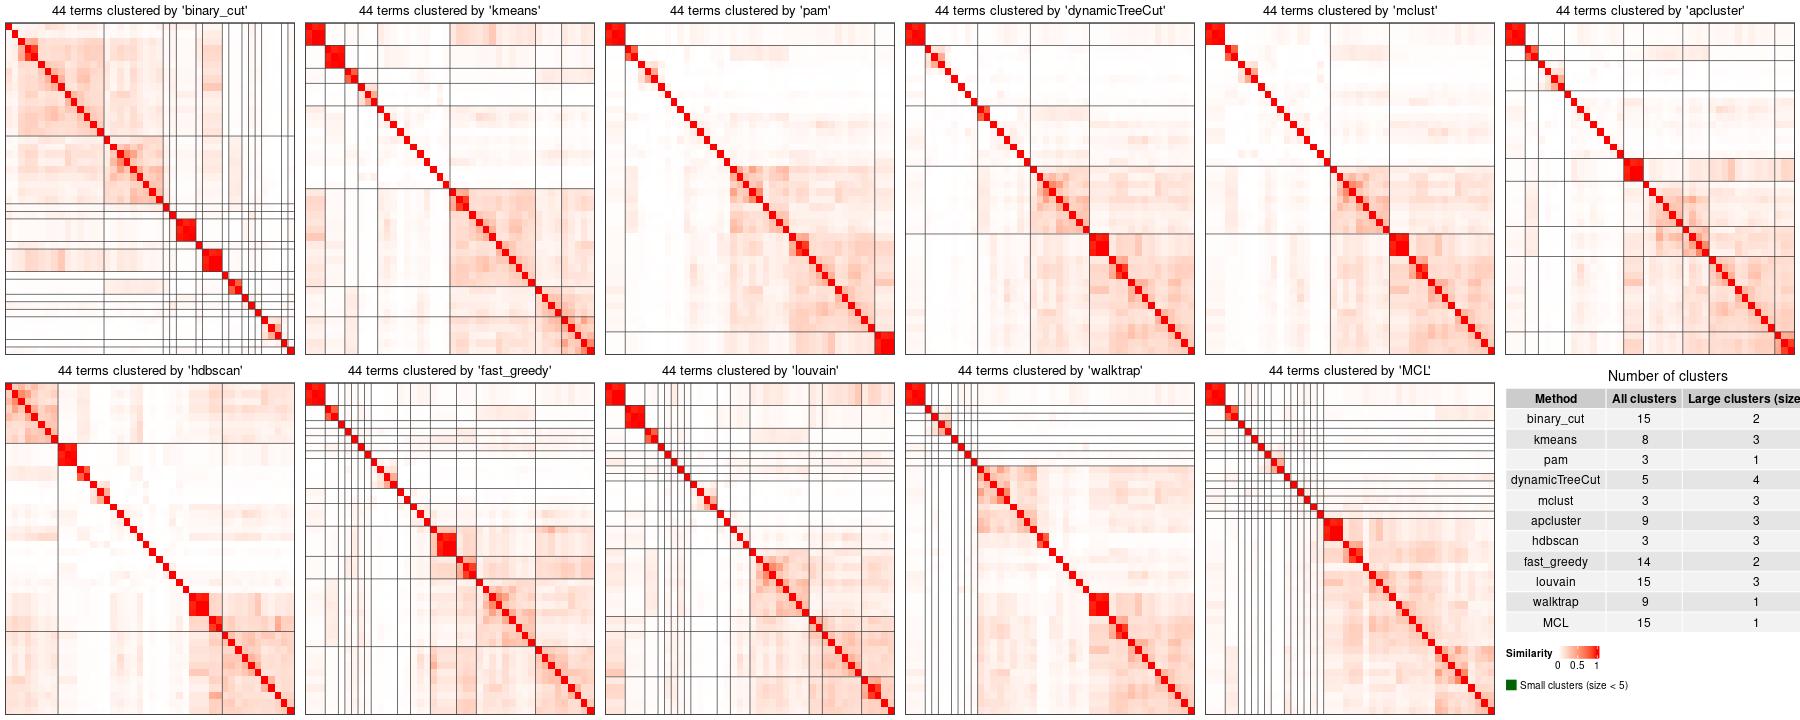 44 terms clustered by 'binary_cut'
44 terms clustered by 'kmeans'
44 terms clustered by 'pam'
44 terms clustered by 'dynamicTreeCut'
44 terms clustered by 'mclust'
44 terms clustered by 'apcluster'
44 terms clustered by 'hdbscan'
44 terms clustered by 'fast_greedy'
44 terms clustered by 'louvain'
44 terms clustered by 'walktrap'
44 terms clustered by 'MCL'
Number of clusters
Method All clusters Large clusters (size
binary_cut 15 2
kmeans 8 3
pam 3 1
dynamicTreeCut 5 4
mclust 3 3
apcluster 9 3
hdbscan 3 3
fast_greedy 14 2
louvain 15 3
walktrap 9 1
MCL 15 1
Similarity
0 0.5 1
Small clusters (size < 5)